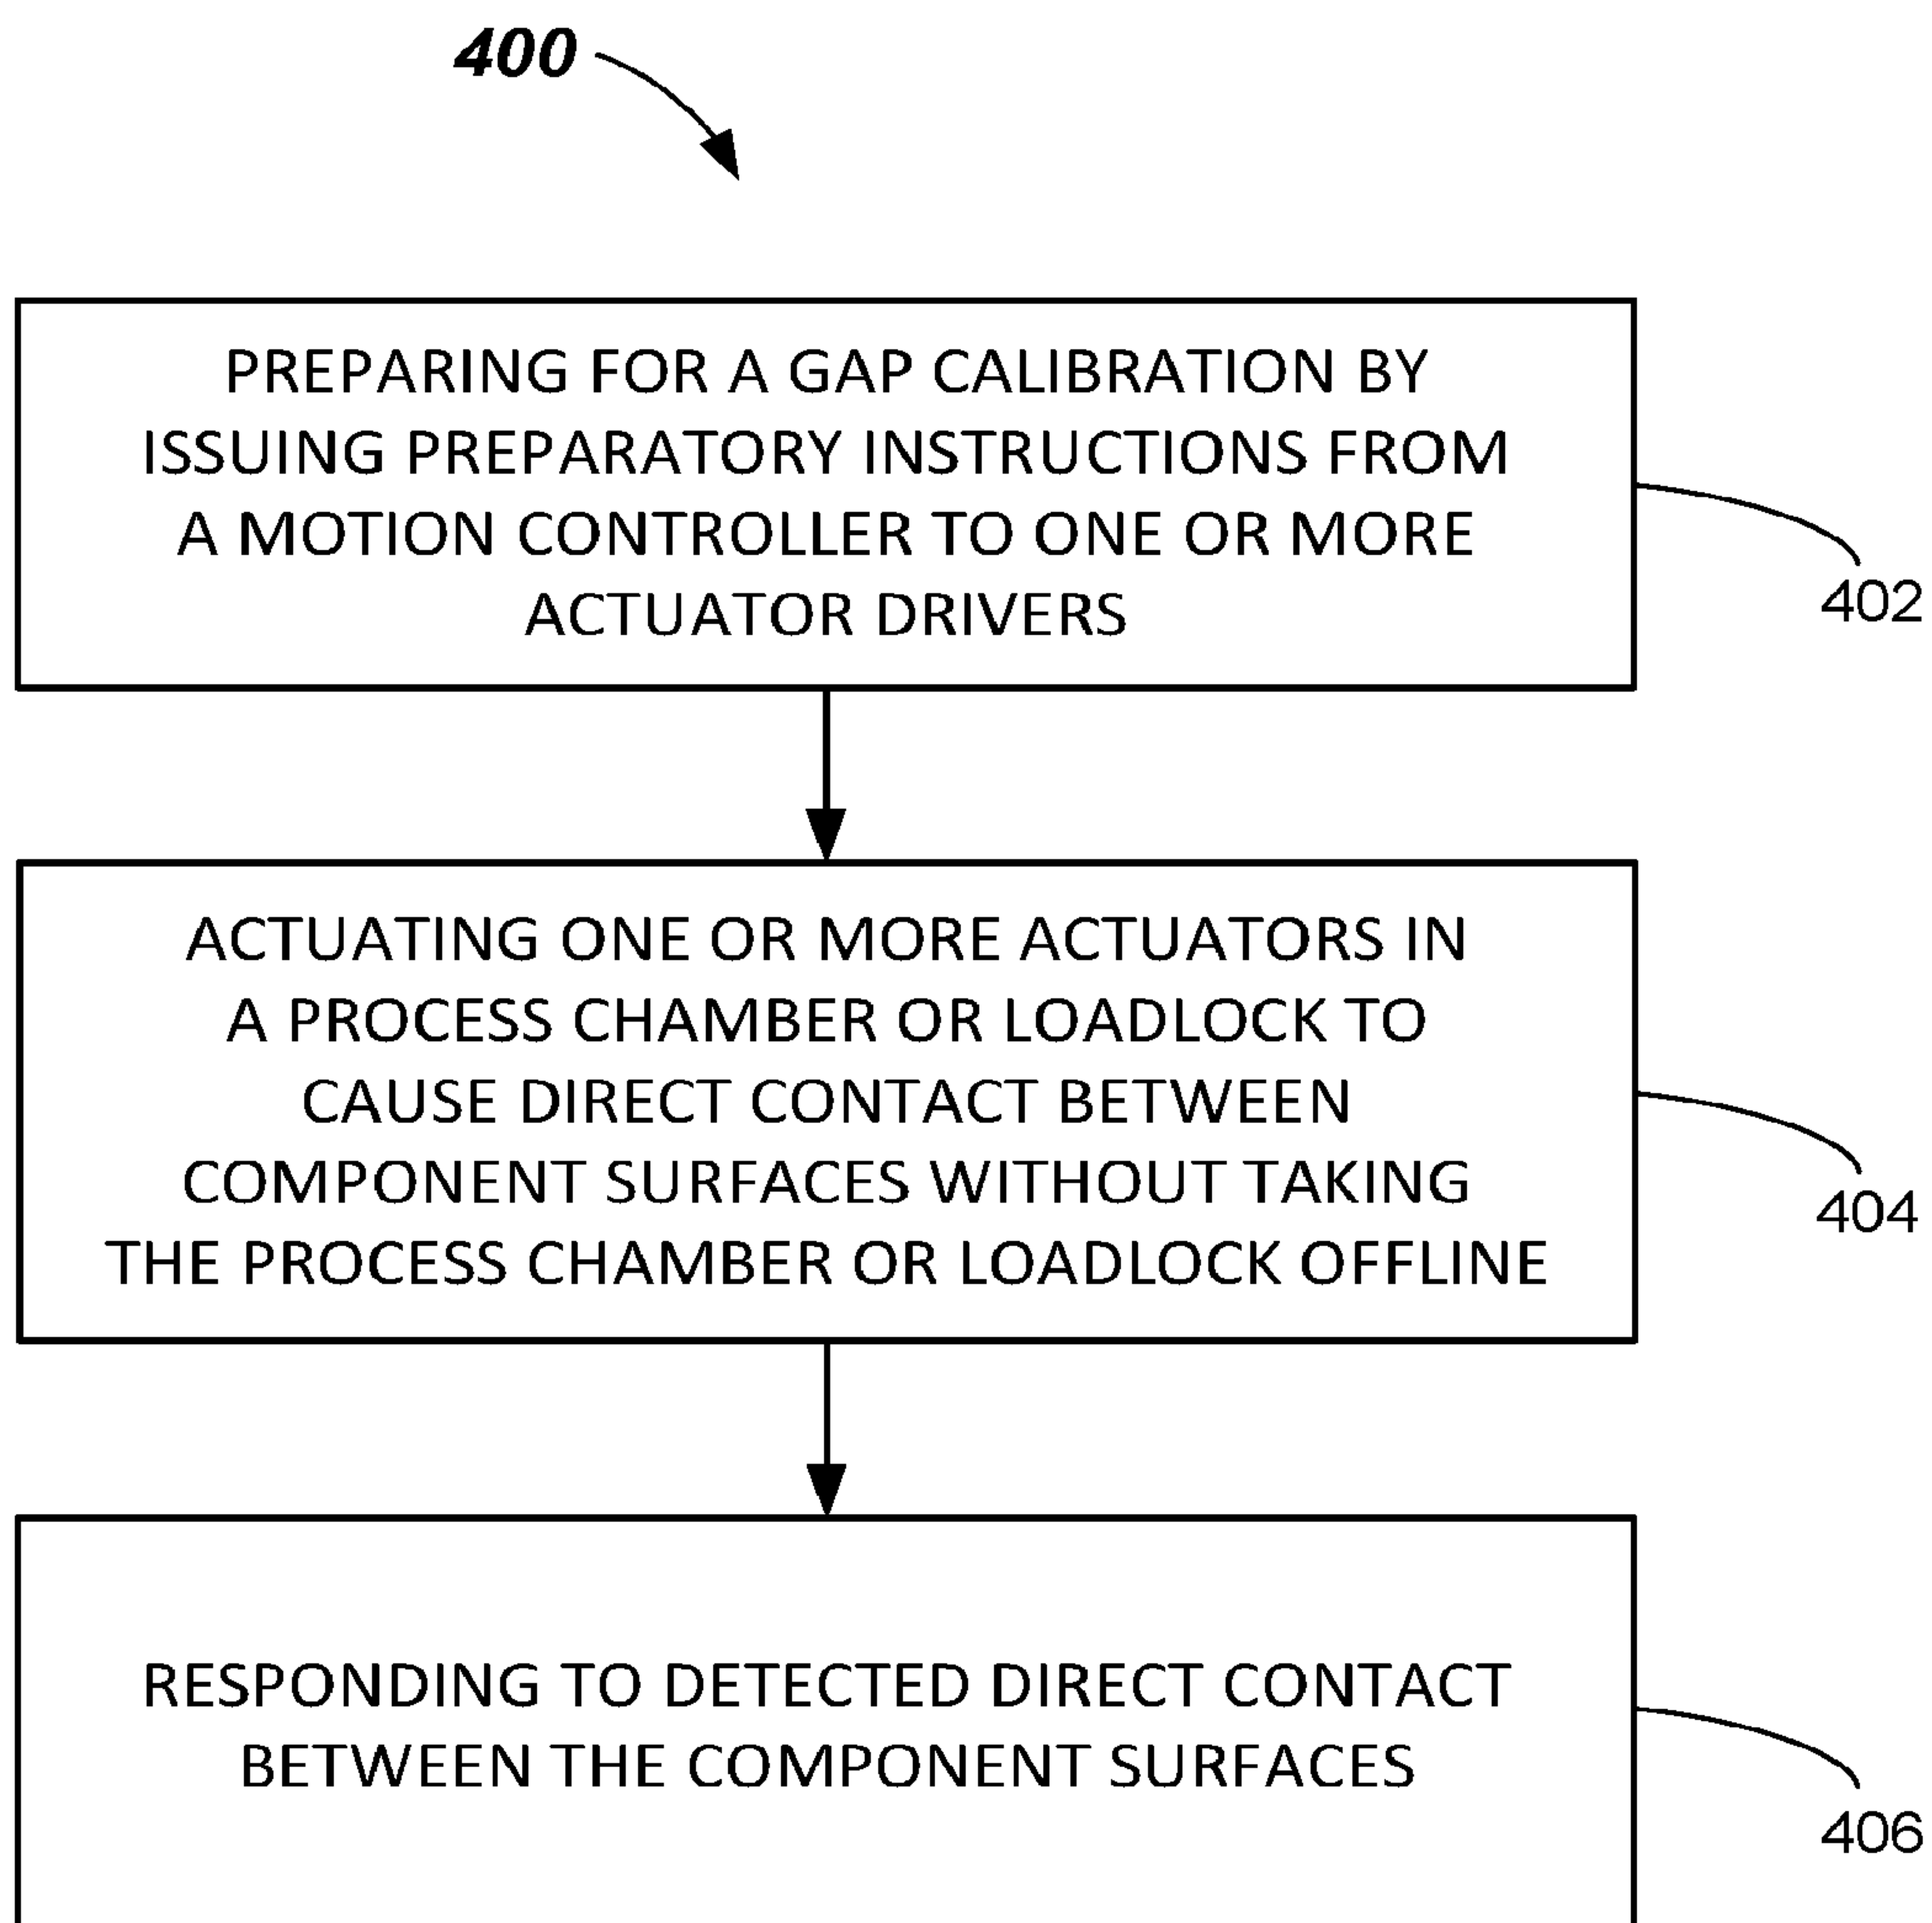 400
PREPARING FOR A GAP CALIBRATION BY
ISSUING PREPARATORY INSTRUCTIONS FROM
A MOTION CONTROLLER TO ONE OR MORE
ACTUATOR DRIVERS
402
ACTUATING ONE OR MORE ACTUATORS IN
A PROCESS CHAMBER OR LOADLOCK TO
CAUSE DIRECT CONTACT BETWEEN
COMPONENT SURFACES WITHOUT TAKING
THE PROCESS CHAMBER OR LOADLOCK OFFLINE
404
RESPONDING TO DETECTED DIRECT CONTACT
BETWEEN THE COMPONENT SURFACES
406